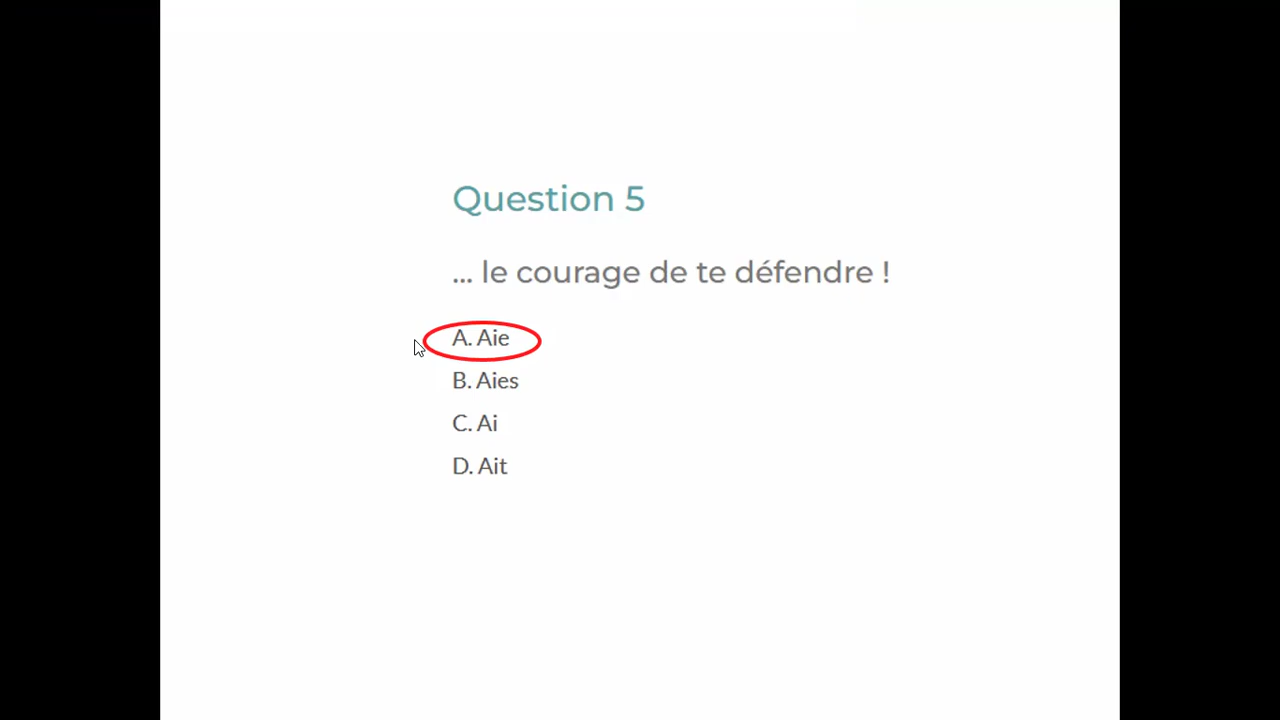 Question 5
... le courage de te défendre !
A. Aie
B. Aies
C. Ai
D. Ait